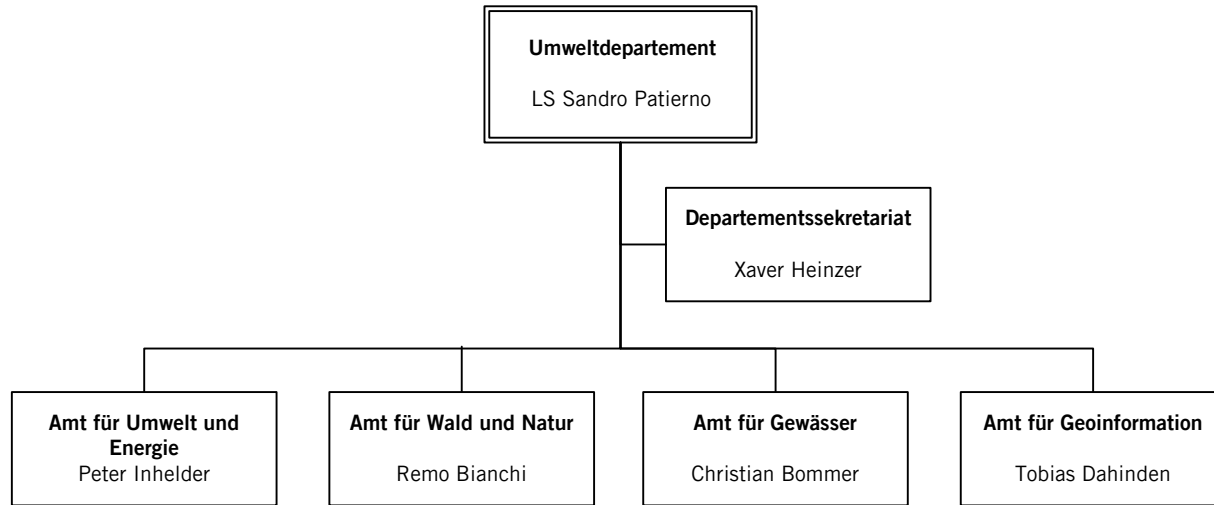 Umweltdepartement
LS Sandro Patierno
Departementssekretariat
Xaver Heinzer
Amt für Umwelt und
Energie
Peter Inhelder
Amt für Wald und Natur
Remo Bianchi
Amt für Gewässer
Christian Bommer
Amt für Geoinformation
Tobias Dahinden